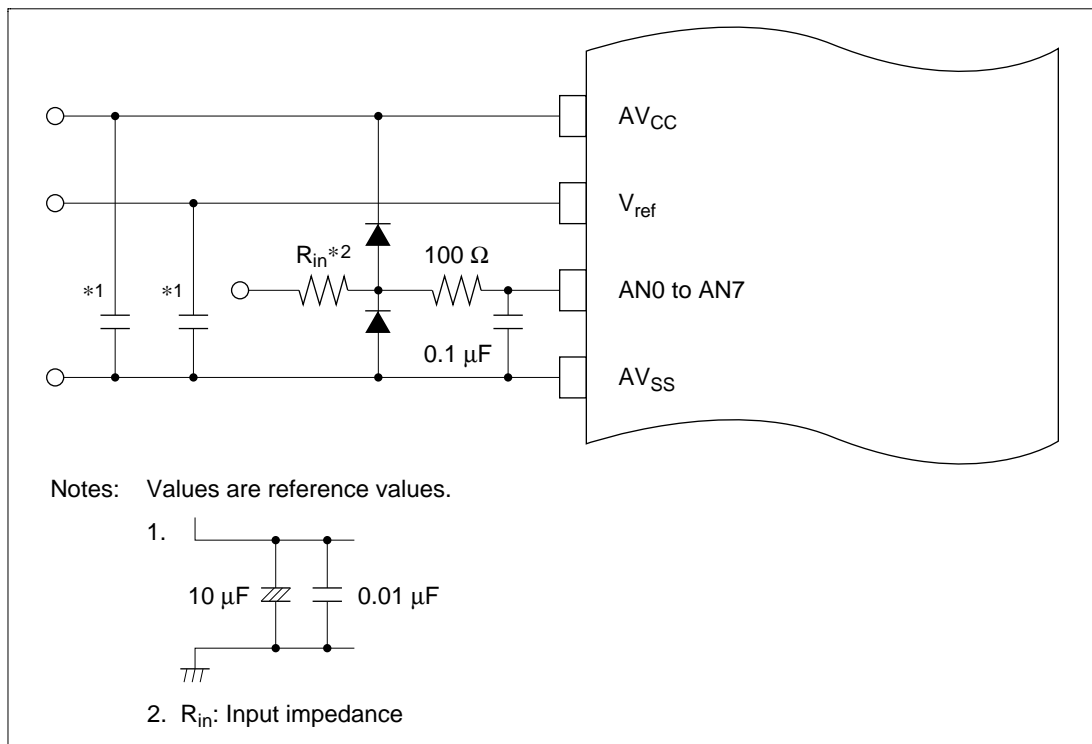 AVCC
Vref
Rin*2
100 Ω
*1
*1
AN0 to AN7
0.1 μF
AVSS
Notes: Values are reference values.
1.
10 μF
0.01 μF
2. Rin: Input impedance